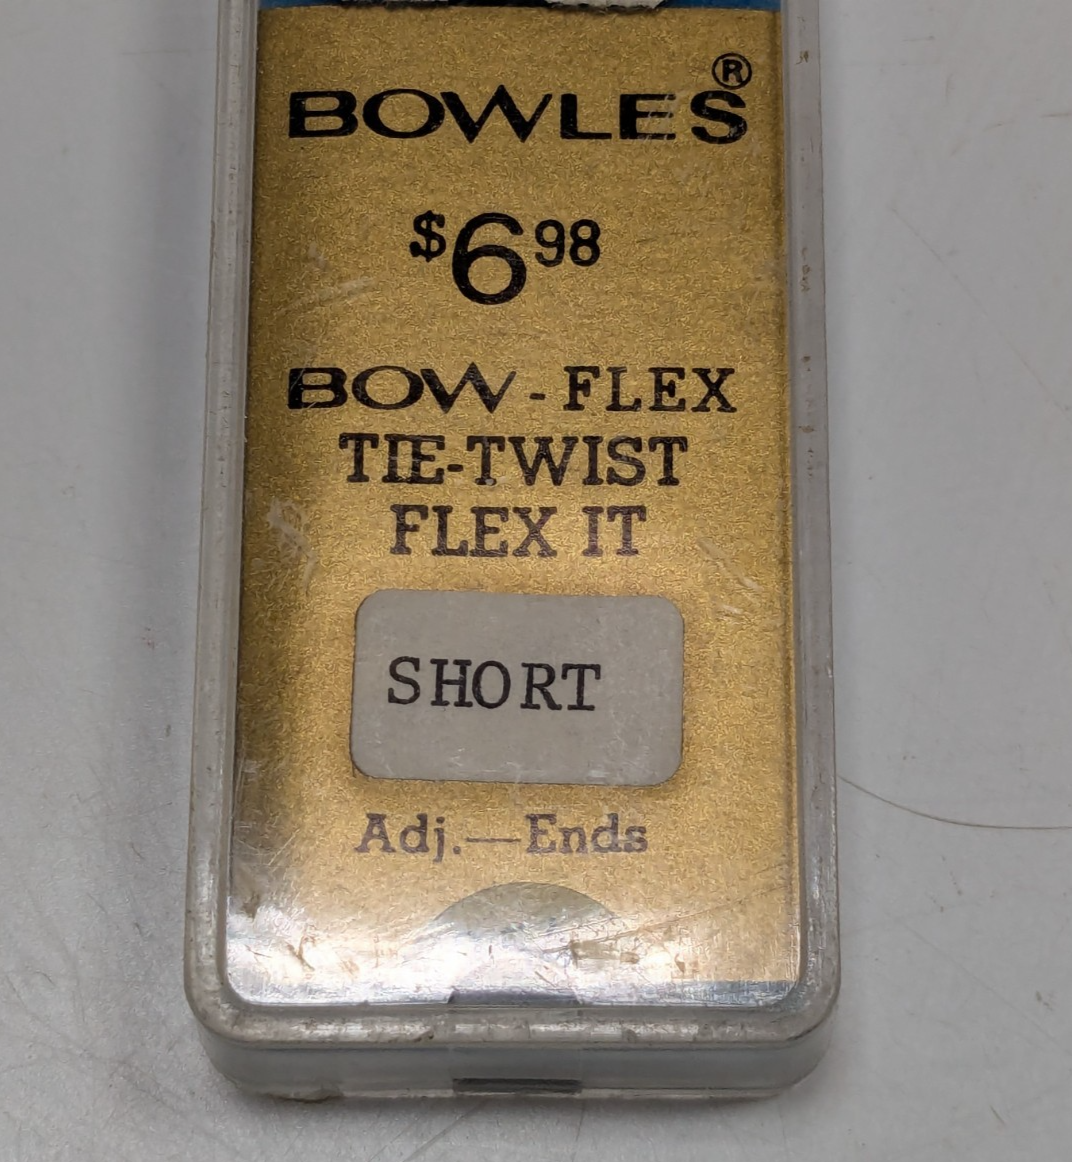 BOWLES®
$6 98
BOW-FLEX
TIE-TWIST
FLEX IT
SHORT
Adj.—Ends